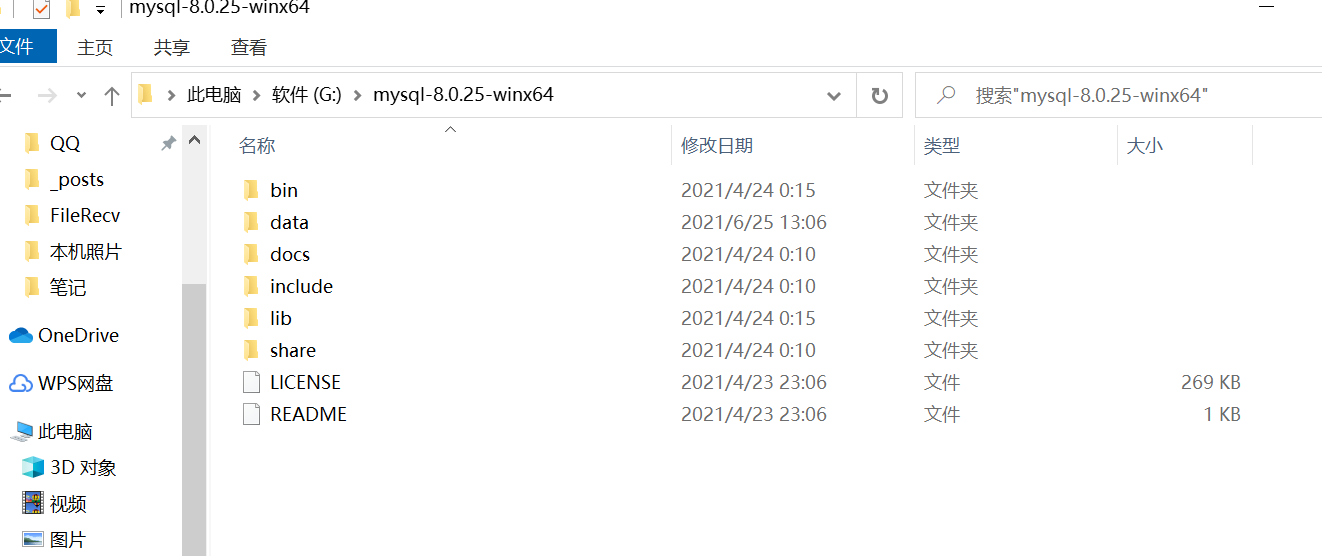 mysql-8.0.25-winx64
文件 主页 共享 查看
此电脑 软件 (G:) mysql-8.0.25-winx64 搜索"mysql-8.0.25-winx64"
QQ
_posts
FileRecv
本机照片
笔记
OneDrive
WPS网盘
此电脑
3D 对象
视频
图片
名称 修改日期 类型 大小
bin 2021/4/24 0:15 文件夹
data 2021/6/25 13:06 文件夹
docs 2021/4/24 0:10 文件夹
include 2021/4/24 0:10 文件夹
lib 2021/4/24 0:15 文件夹
share 2021/4/24 0:10 文件夹
LICENSE 2021/4/23 23:06 文件 269 KB
README 2021/4/23 23:06 文件 1 KB